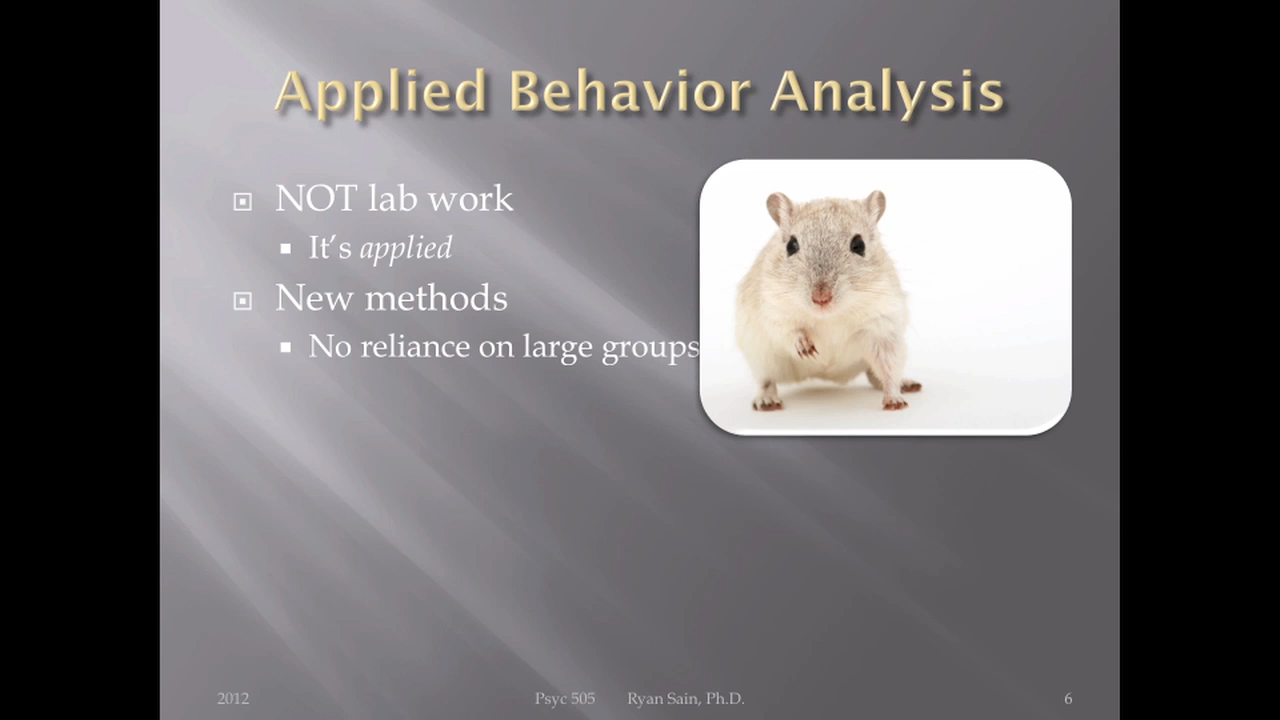 Applied Behavior Analysis
NOT lab work
It's applied
New methods
No reliance on large groups
2012 Psyc 505 Ryan Sain, Ph.D. 6